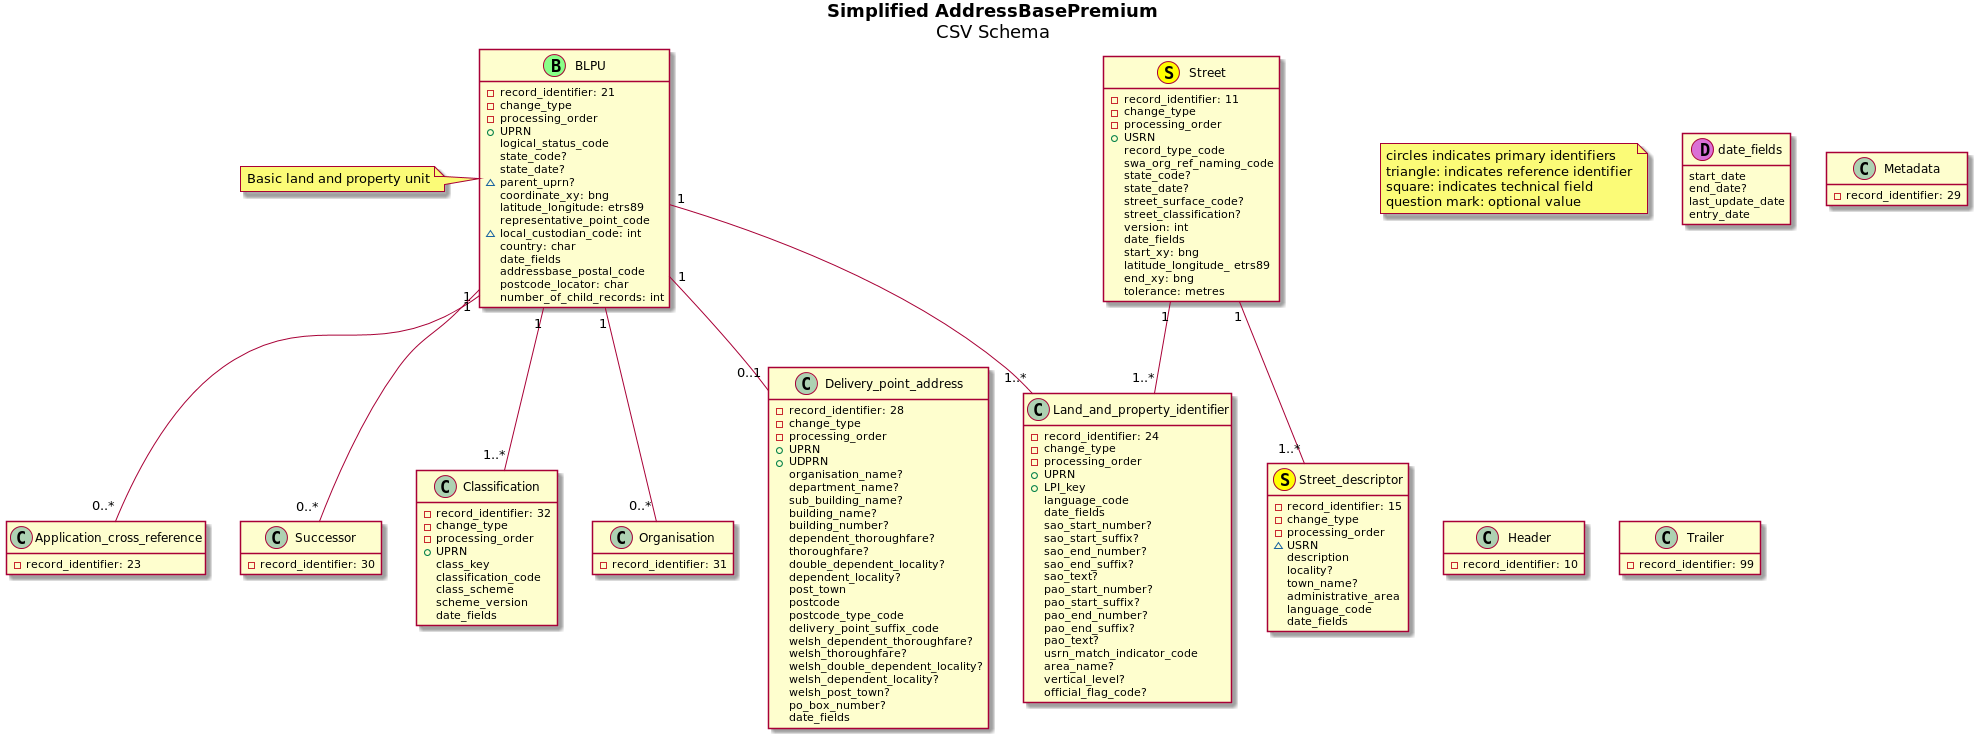 Simplified AddressBasePremium
CSV Schema
B BLPU
record_identifier: 21
change_type
processing_order
UPRN
logical_status_code
state_code?
state_date?
parent_uprn?
coordinate_xy: bng
latitude_longitude: etrs89
representative_point_code
local_custodian_code: int
country: char
date_fields
addressbase_postal_code
postcode_locator: char
number_of_child_records: int
Basic land and property unit
S Street
record_identifier: 11
change_type
processing_order
USRN
record_type_code
swa_org_ref_naming_code
state_code?
state_date?
street_surface_code?
street_classification?
version: int
date_fields
start_xy: bng
latitude_longitude_ etrs89
end_xy: bng
tolerance: metres
circles indicates primary identifiers
triangle: indicates reference identifier
square: indicates technical field
question mark: optional value
D date_fields
start_date
end_date?
last_update_date
entry_date
C Metadata
record_identifier: 29
1
1
1
1
1
1
1
1
0..*
0..*
1..*
0..*
0..1
1..*
1..*
1..*
C Application_cross_reference
record_identifier: 23
C Successor
record_identifier: 30
C Classification
record_identifier: 32
change_type
processing_order
UPRN
class_key
classification_code
class_scheme
scheme_version
date_fields
C Organisation
record_identifier: 31
C Delivery_point_address
record_identifier: 28
change_type
processing_order
UPRN
UDPRN
organisation_name?
department_name?
sub_building_name?
building_name?
building_number?
dependent_thoroughfare?
thoroughfare?
double_dependent_locality?
dependent_locality?
post_town
postcode
postcode_type_code
delivery_point_suffix_code
welsh_dependent_thoroughfare?
welsh_thoroughfare?
welsh_double_dependent_locality?
welsh_dependent_locality?
welsh_post_town?
po_box_number?
date_fields
C Land_and_property_identifier
record_identifier: 24
change_type
processing_order
UPRN
LPI_key
language_code
date_fields
sao_start_number?
sao_start_suffix?
sao_end_number?
sao_end_suffix?
sao_text?
pao_start_number?
pao_start_suffix?
pao_end_number?
pao_end_suffix?
pao_text?
usrn_match_indicator_code
area_name?
vertical_level?
official_flag_code?
S Street_descriptor
record_identifier: 15
change_type
processing_order
USRN
description
locality?
town_name?
administrative_area
language_code
date_fields
C Header
record_identifier: 10
C Trailer
record_identifier: 99